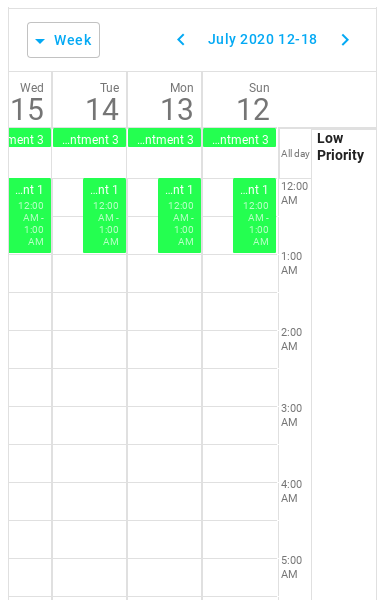 Week
July 2020 12-18
Wed
15
Tue
14
Mon
13
Sun
12
ment 3
...ntment 3
...ntment 3
...ntment 3
All day
Low
Priority
...nt 1
12:00
AM -
1:00
AM
...nt 1
12:00
AM -
1:00
AM
...nt 1
12:00
AM -
1:00
AM
...nt 1
12:00
AM -
1:00
AM
12:00
AM
1:00
AM
2:00
AM
3:00
AM
4:00
AM
5:00
AM